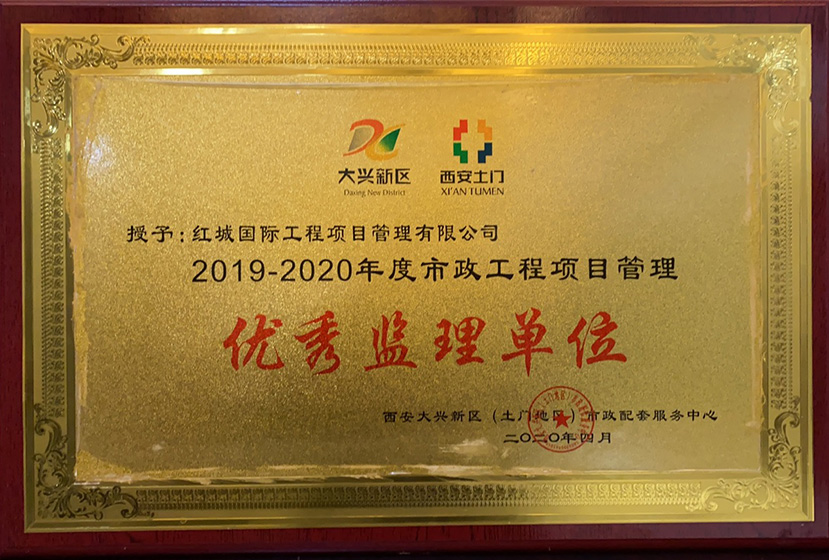 大兴新区 西安土门
Daxing New District XI'AN TUMEN
授予：红城国际工程项目管理有限公司
2019-2020年度市政工程项目管理
优秀监理单位
西安大兴新区（土门地区）市政配套服务中心
二〇二〇年四月